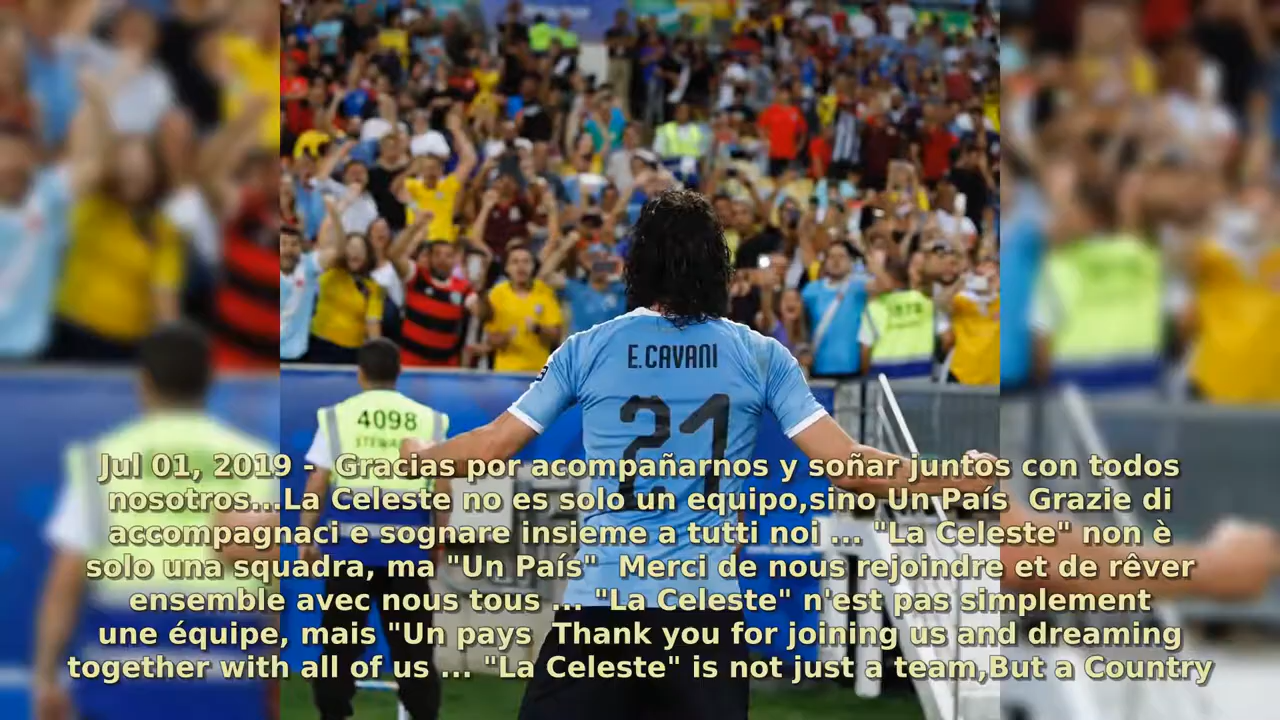 E.CAVANI
21
4098
STEWARD
Jul 01, 2019 -  Gracias por acompañarnos y soñar juntos con todos
nosotros...La Celeste no es solo un equipo,sino Un País  Grazie di
accompagnaci e sognare insieme a tutti noi ... "La Celeste" non è
solo una squadra, ma "Un País"  Merci de nous rejoindre et de rêver
ensemble avec nous tous ... "La Celeste" n'est pas simplement
une équipe, mais "Un pays  Thank you for joining us and dreaming
together with all of us ... "La Celeste" is not just a team,But a Country